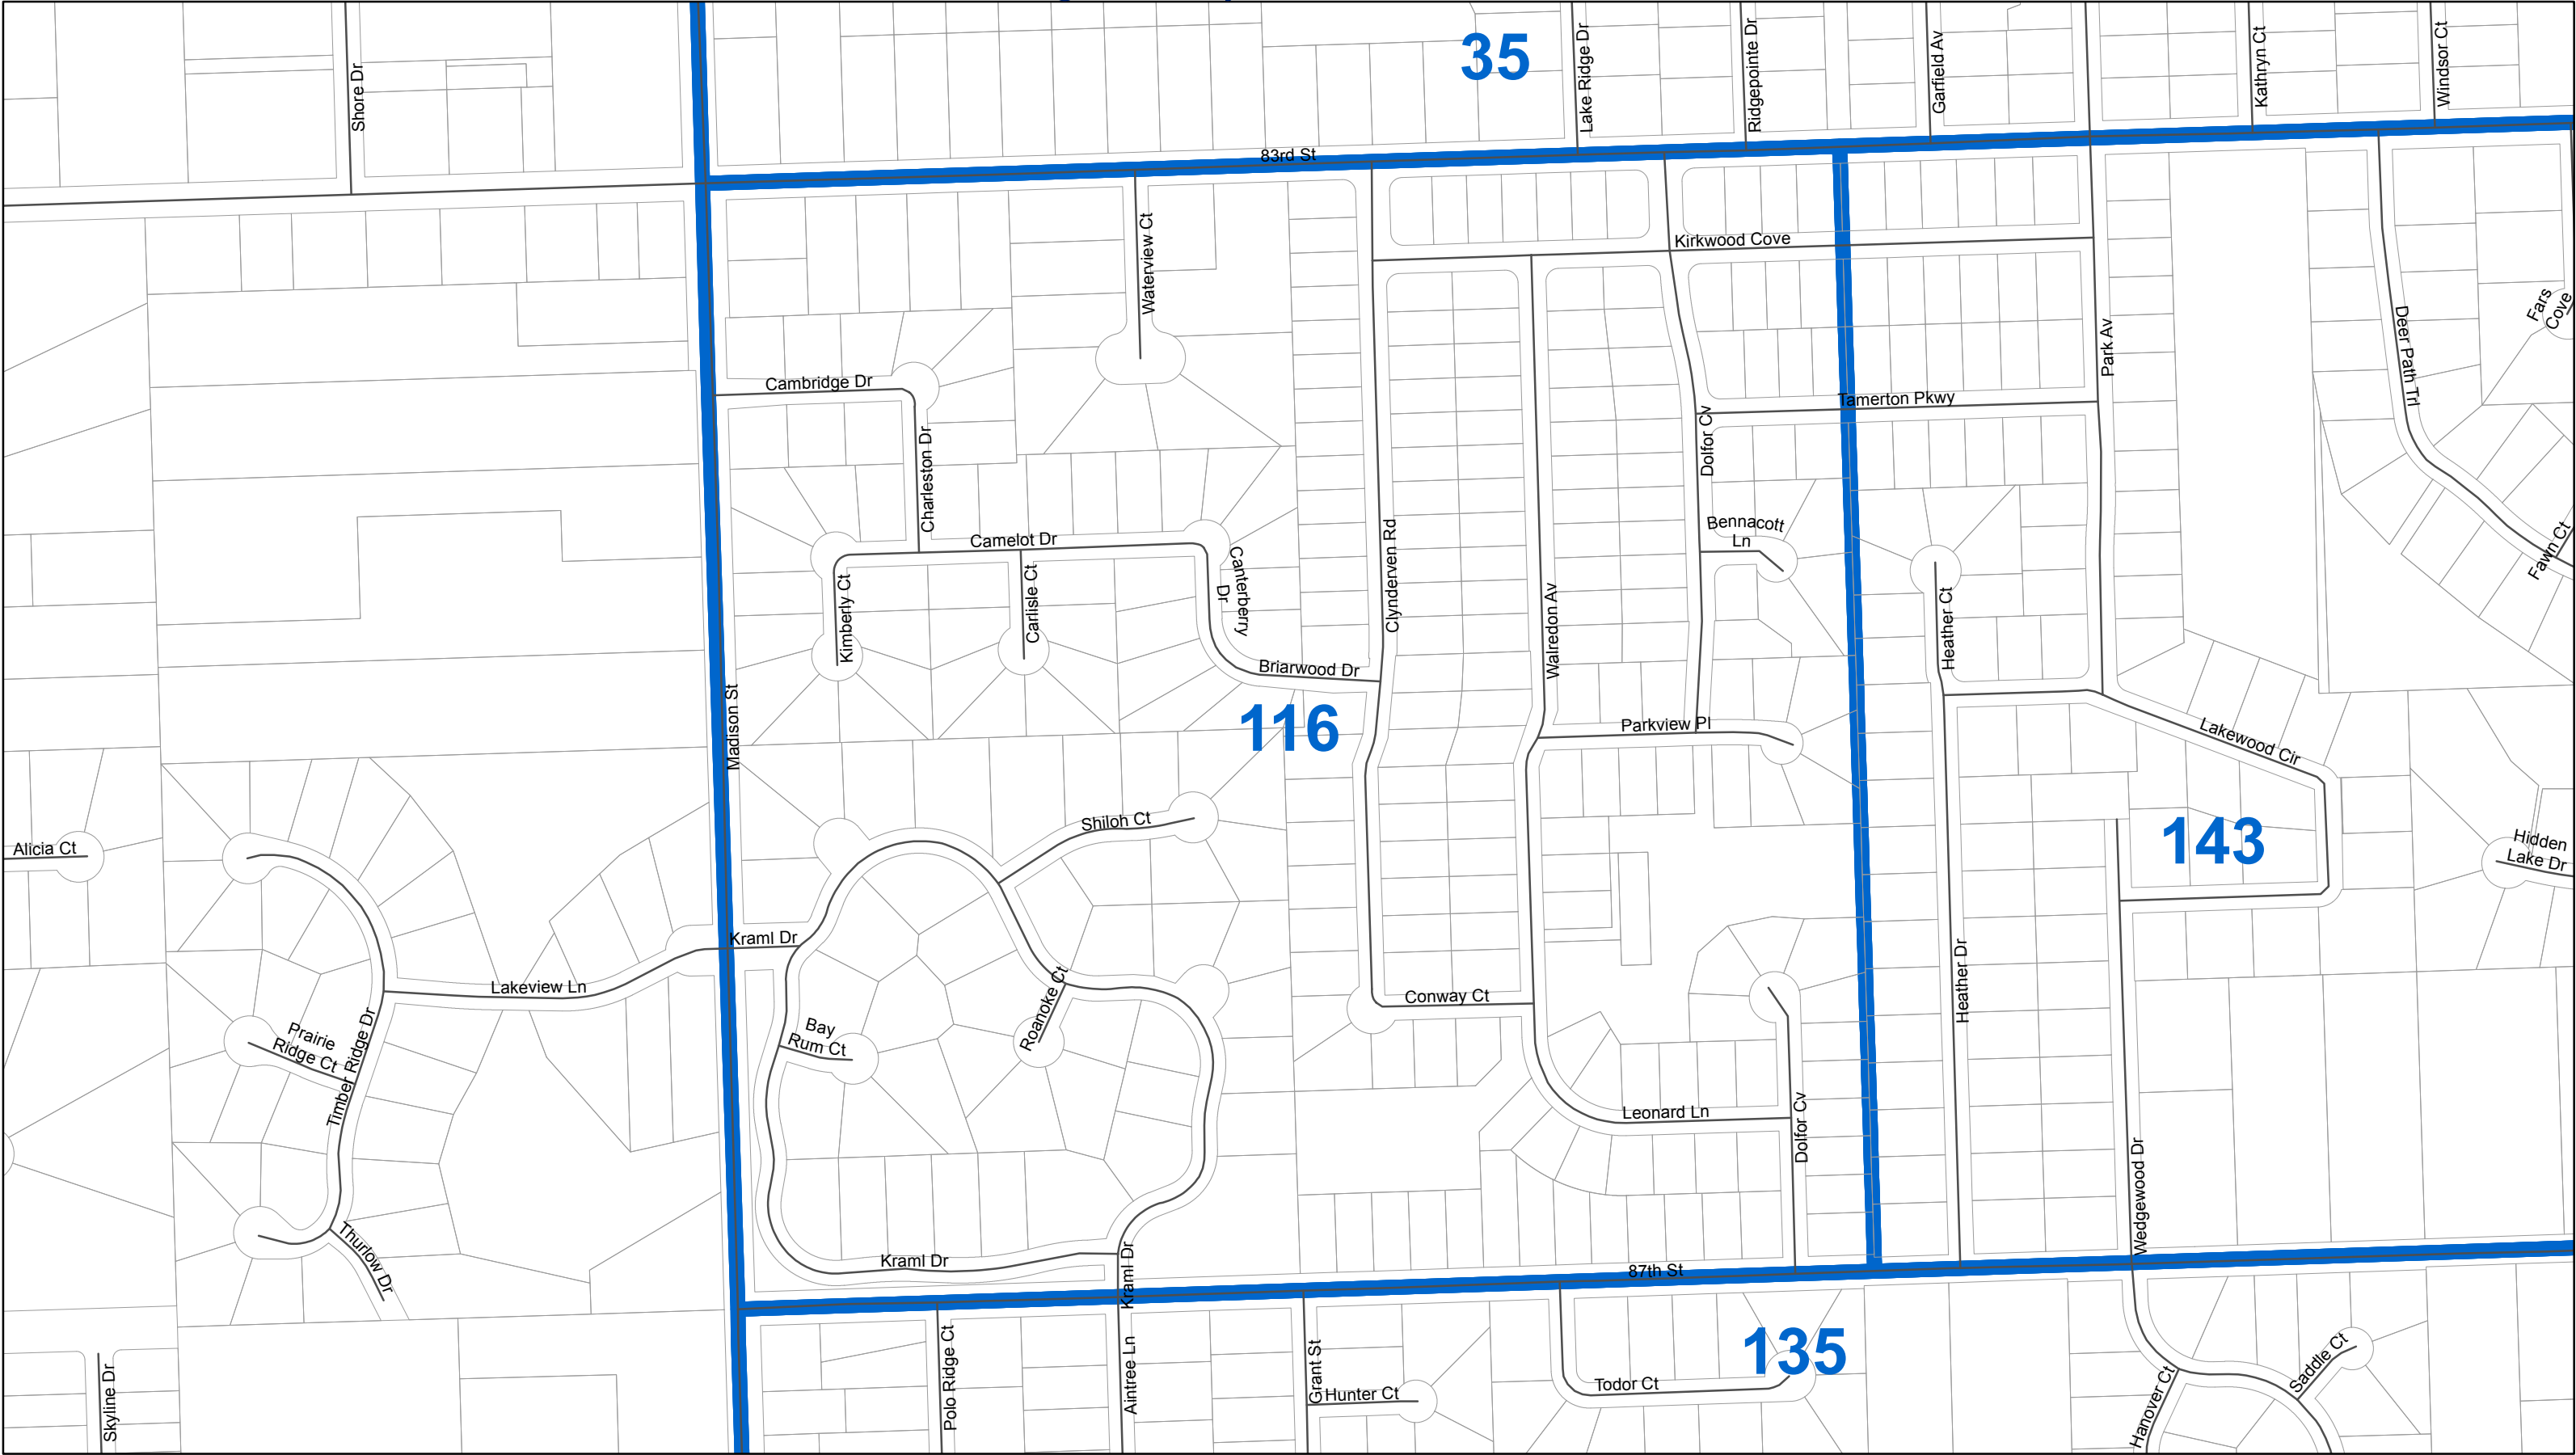 35
Shore Dr
Lake Ridge Dr
Ridgepointe Dr
Garfield Av
Kathryn Ct
Windsor Ct
83rd St
Waterview Ct
Kirkwood Cove
Park Av
Deer Path Trl
Fars
Cove
Cambridge Dr
Tamerton Pkwy
Charleston Dr
Dolfor Cv
Clynderven Rd
Bennacott
Ln
Camelot Dr
Canterberry
Dr
Kimberly Ct
Carlisle Ct
Walredon Av
Heather Ct
Fawn Ct
Briarwood Dr
Madison St
116
Parkview Pl
Lakewood Cir
Shiloh Ct
143
Alicia Ct
Hidden
Lake Dr
Kraml Dr
Lakeview Ln
Roanoke Ct
Conway Ct
Heather Dr
Bay
Rum Ct
Prairie
Ridge Ct
Timber Ridge Dr
Leonard Ln
Dolfor Cv
Wedgewood Dr
Thurlow Dr
Kraml Dr
Kraml Dr
87th St
135
Skyline Dr
Polo Ridge Ct
Aintree Ln
Grant St
Hunter Ct
Todor Ct
Hanover Ct
Saddle Ct